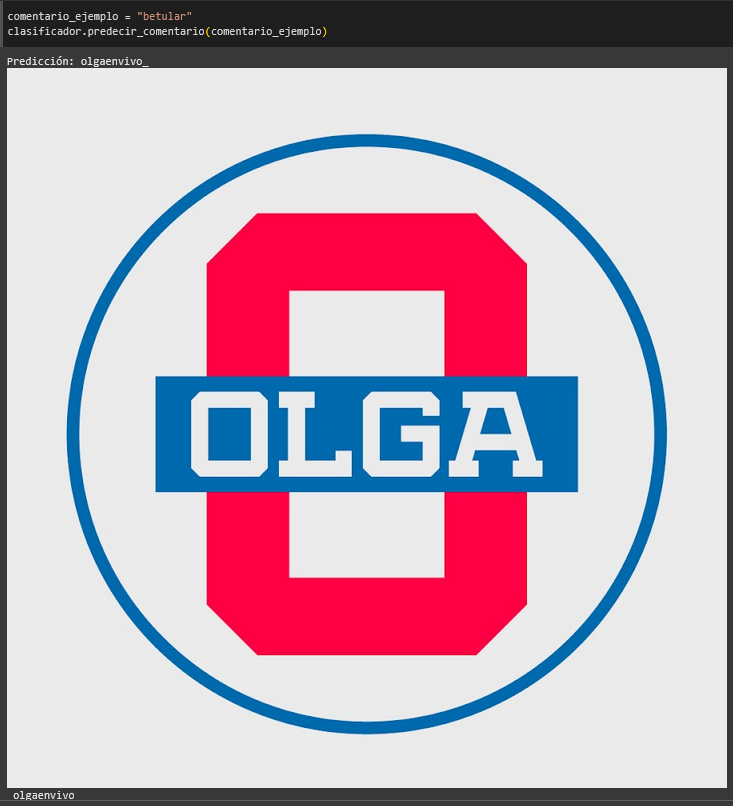 comentario_ejemplo = "betular"
clasificador.predecir_comentario(comentario_ejemplo)
Predicción: olgaenvivo_
OLGA
olgaenvivo